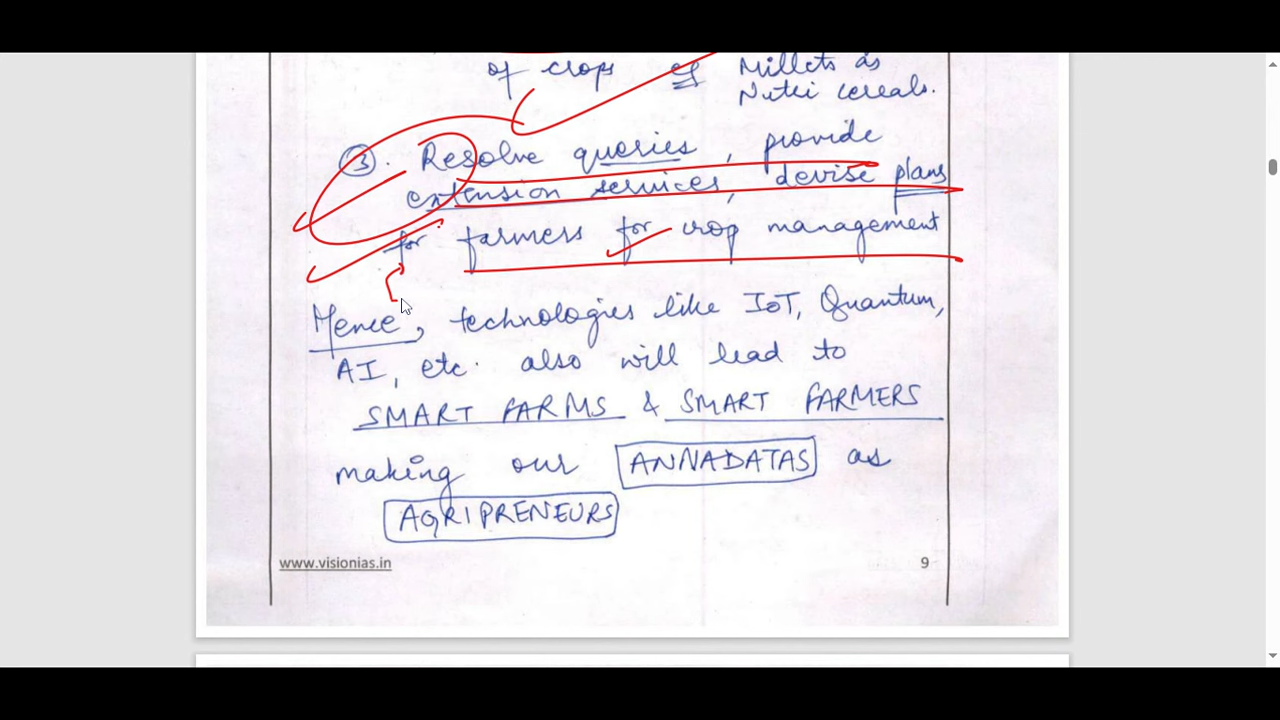 of crops eg Millets as
Nutri cereals.
③. Resolve queries, provide
extension services, devise plans
for farmers for crop management
Hence, technologies like IoT, Quantum,
AI, etc. also will lead to
SMART FARMS & SMART FARMERS
making our ANNADATAS as
AGRIPRENEURS
www.visionias.in 9